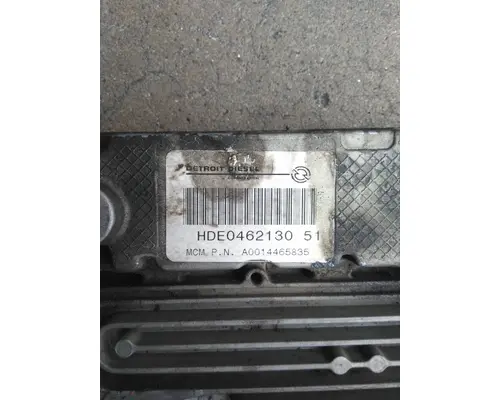 DETROIT DIESEL
HDE0462130 51
MCM P.N. A0014465835